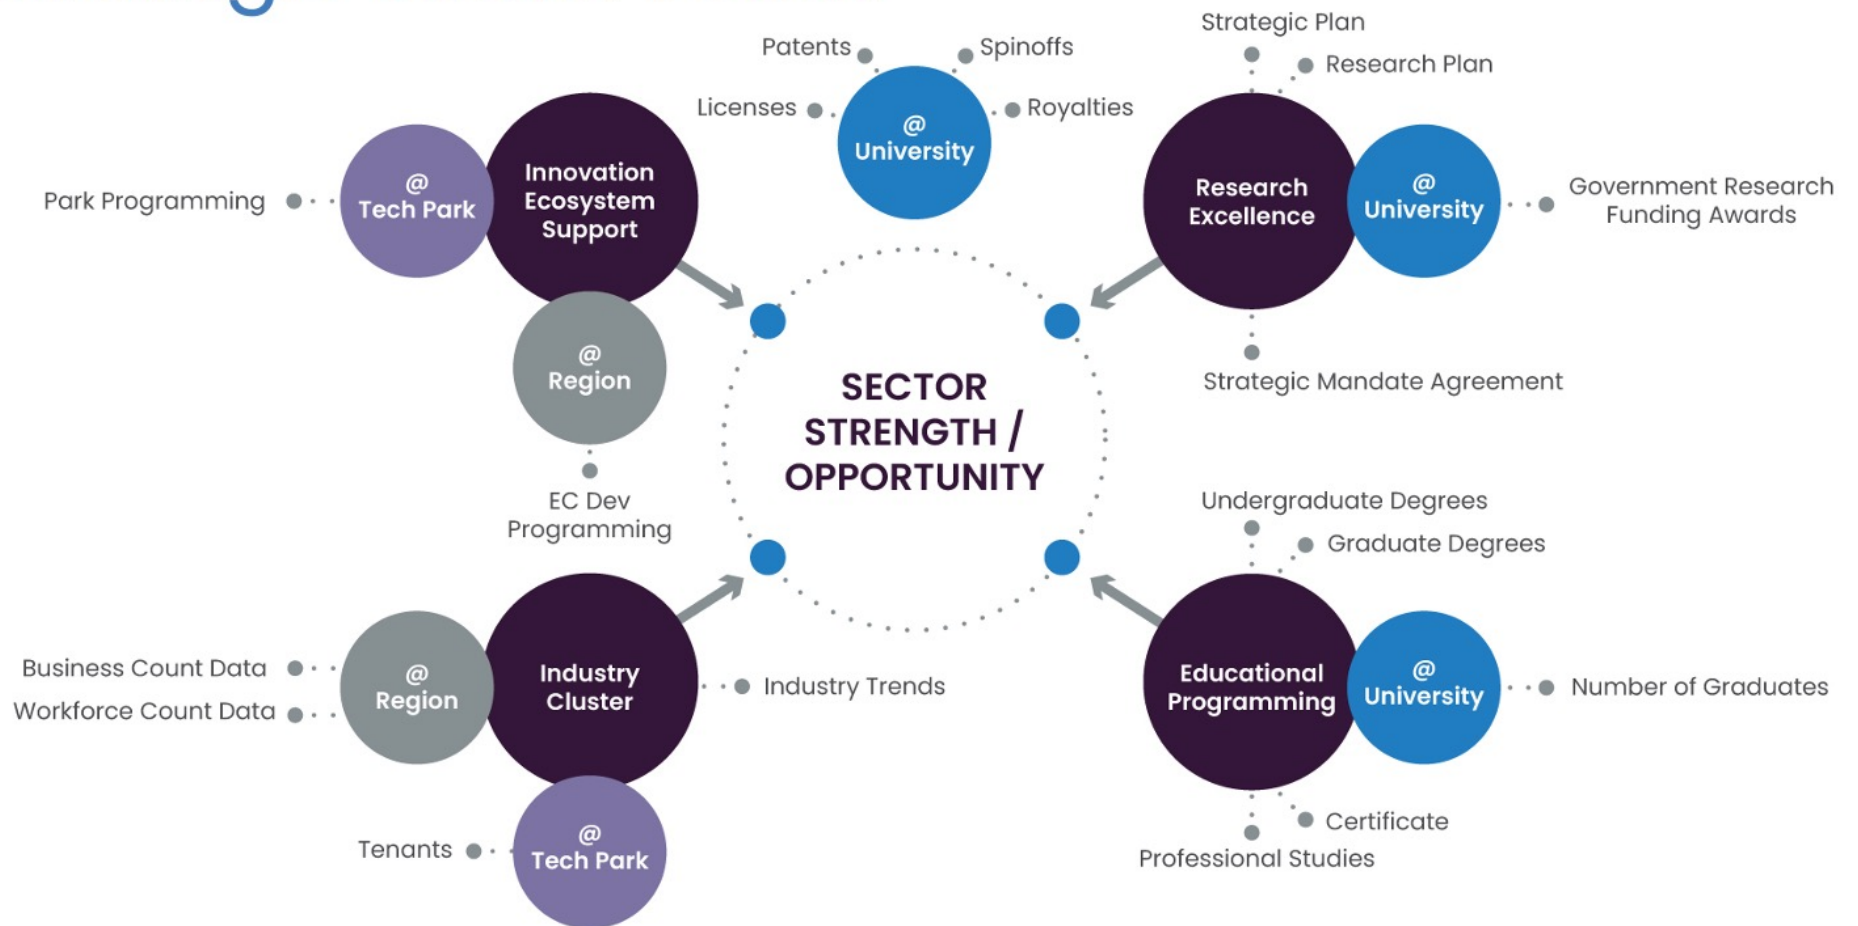 Strategic Plan
Research Plan
Patents
Spinoffs
Licenses
Royalties
@
University
Innovation
Ecosystem
Support
@
Tech Park
Park Programming
@
Region
EC Dev
Programming
Research
Excellence
@
University
Government Research
Funding Awards
Strategic Mandate Agreement
SECTOR
STRENGTH /
OPPORTUNITY
Undergraduate Degrees
Graduate Degrees
Business Count Data
Workforce Count Data
@
Region
Industry
Cluster
Industry Trends
Tenants
@
Tech Park
Educational
Programming
@
University
Number of Graduates
Certificate
Professional Studies